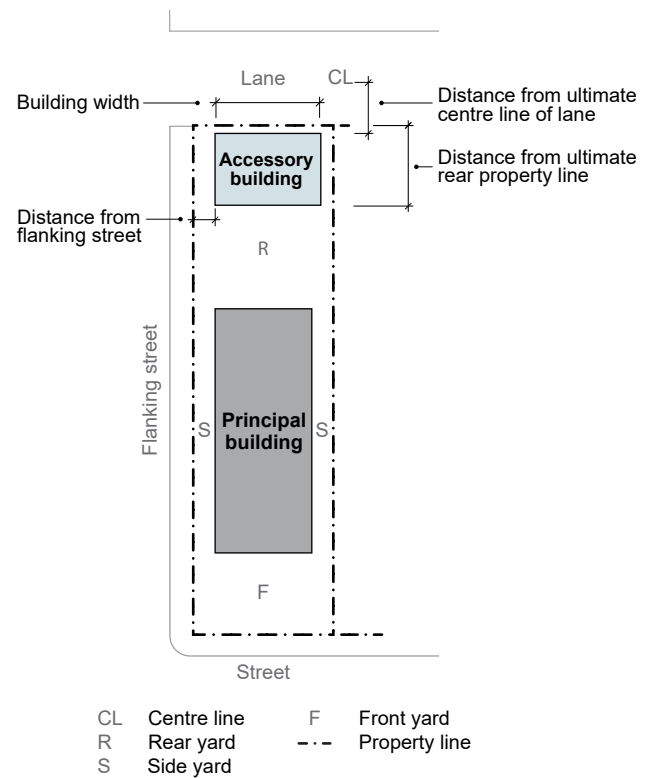 Lane
CL
Building width
Distance from ultimate
centre line of lane
Accessory
building
Distance from ultimate
rear property line
Distance from
flanking street
R
Flanking street
S
Principal
building
S
F
Street
CL Centre line
R Rear yard
S Side yard
F Front yard
Property line